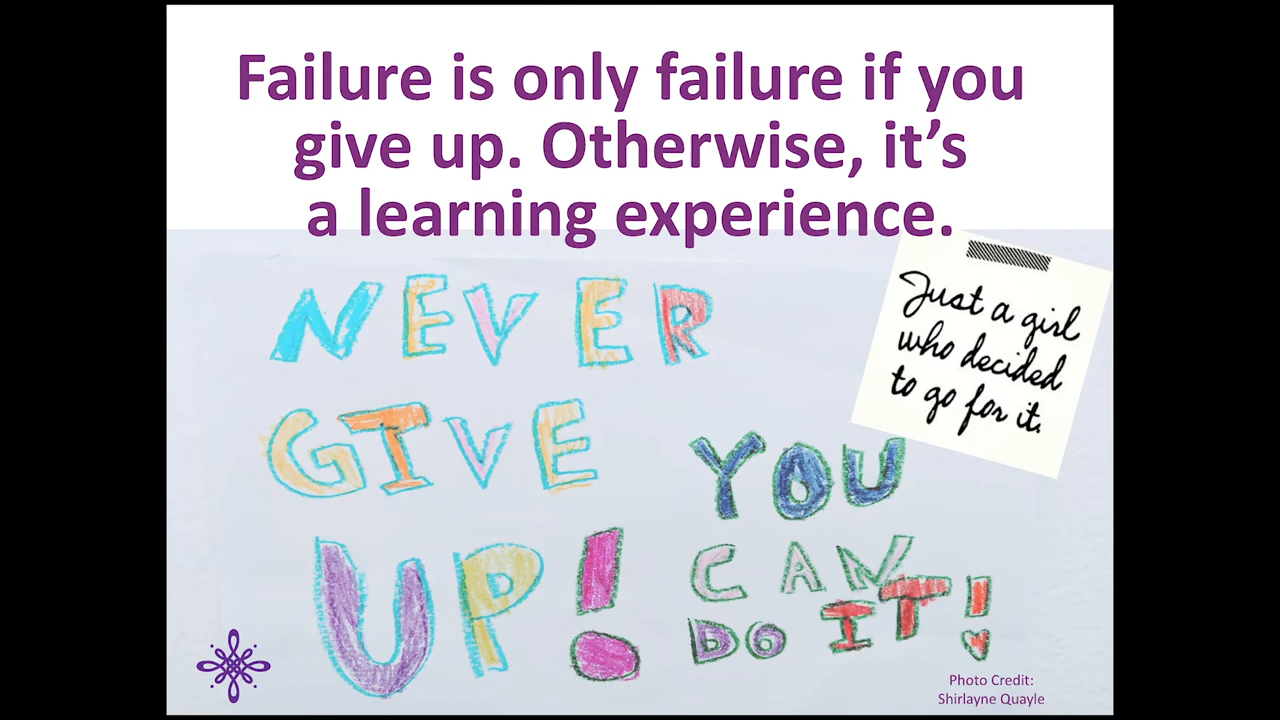 Failure is only failure if you
give up. Otherwise, it’s
a learning experience.
Just a girl
who decided
to go for it.
NEVER
GIVE
UP!
YOU
CAN
DO IT!
Photo Credit:
Shirlayne Quayle